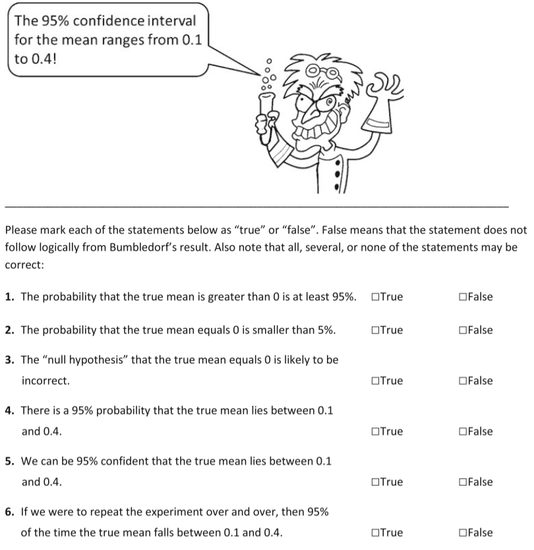 The 95% confidence interval
for the mean ranges from 0.1
to 0.4!
Please mark each of the statements below as “true” or “false”. False means that the statement does not
follow logically from Bumbledorf’s result. Also note that all, several, or none of the statements may be
correct:
1. The probability that the true mean is greater than 0 is at least 95%. □True □False
2. The probability that the true mean equals 0 is smaller than 5%. □True □False
3. The “null hypothesis” that the true mean equals 0 is likely to be
incorrect. □True □False
4. There is a 95% probability that the true mean lies between 0.1
and 0.4. □True □False
5. We can be 95% confident that the true mean lies between 0.1
and 0.4. □True □False
6. If we were to repeat the experiment over and over, then 95%
of the time the true mean falls between 0.1 and 0.4. □True □False